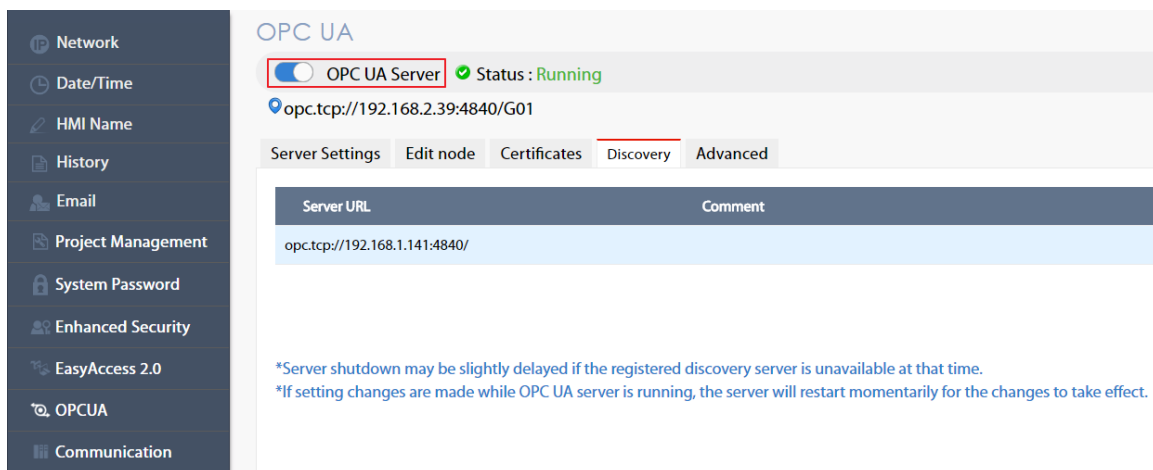 Network
Date/Time
HMI Name
History
Email
Project Management
System Password
Enhanced Security
EasyAccess 2.0
OPCUA
Communication
OPC UA
OPC UA Server Status : Running
opc.tcp://192.168.2.39:4840/G01
Server Settings Edit node Certificates Discovery Advanced
Server URL Comment
opc.tcp://192.168.1.141:4840/
*Server shutdown may be slightly delayed if the registered discovery server is unavailable at that time.
*If setting changes are made while OPC UA server is running, the server will restart momentarily for the changes to take effect.